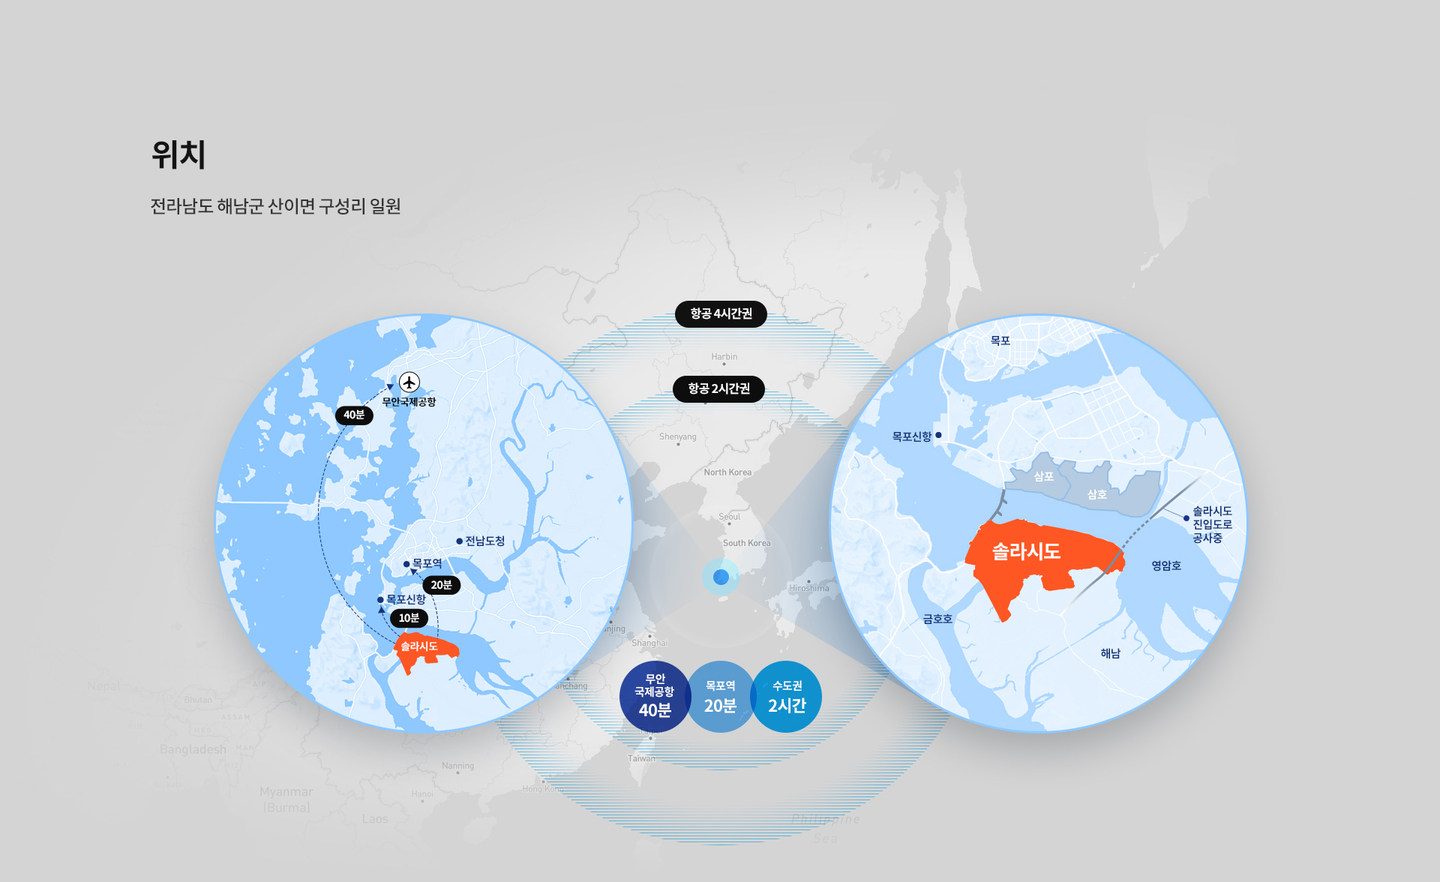 위치
전라남도 해남군 산이면 구성리 일원
항공 4시간권
Harbin
항공 2시간권
Shenyang
North Korea
Seoul
South Korea
Hiroshima
Shanghai
Taiwan
Nanning
Hong Kong
Hanoi
Nepal
Bhutan
ASSAM
Bangladesh
Myanmar
(Burma)
Laos
Philippine
Sea
무안국제공항
40분
전남도청
목포역
20분
목포신항
10분
솔라시도
무안
국제공항
40분
목포역
20분
수도권
2시간
목포
목포신항
삼포
삼호
솔라시도
진입도로
공사중
솔라시도
영암호
금호호
해남